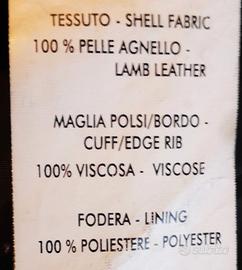 TESSUTO - SHELL FABRIC
100 % PELLE AGNELLO -
LAMB LEATHER
MAGLIA POLSI/BORDO -
CUFF/EDGE RIB
100% VISCOSA - VISCOSE
FODERA - LINING
100 % POLIESTERE - POLYESTER